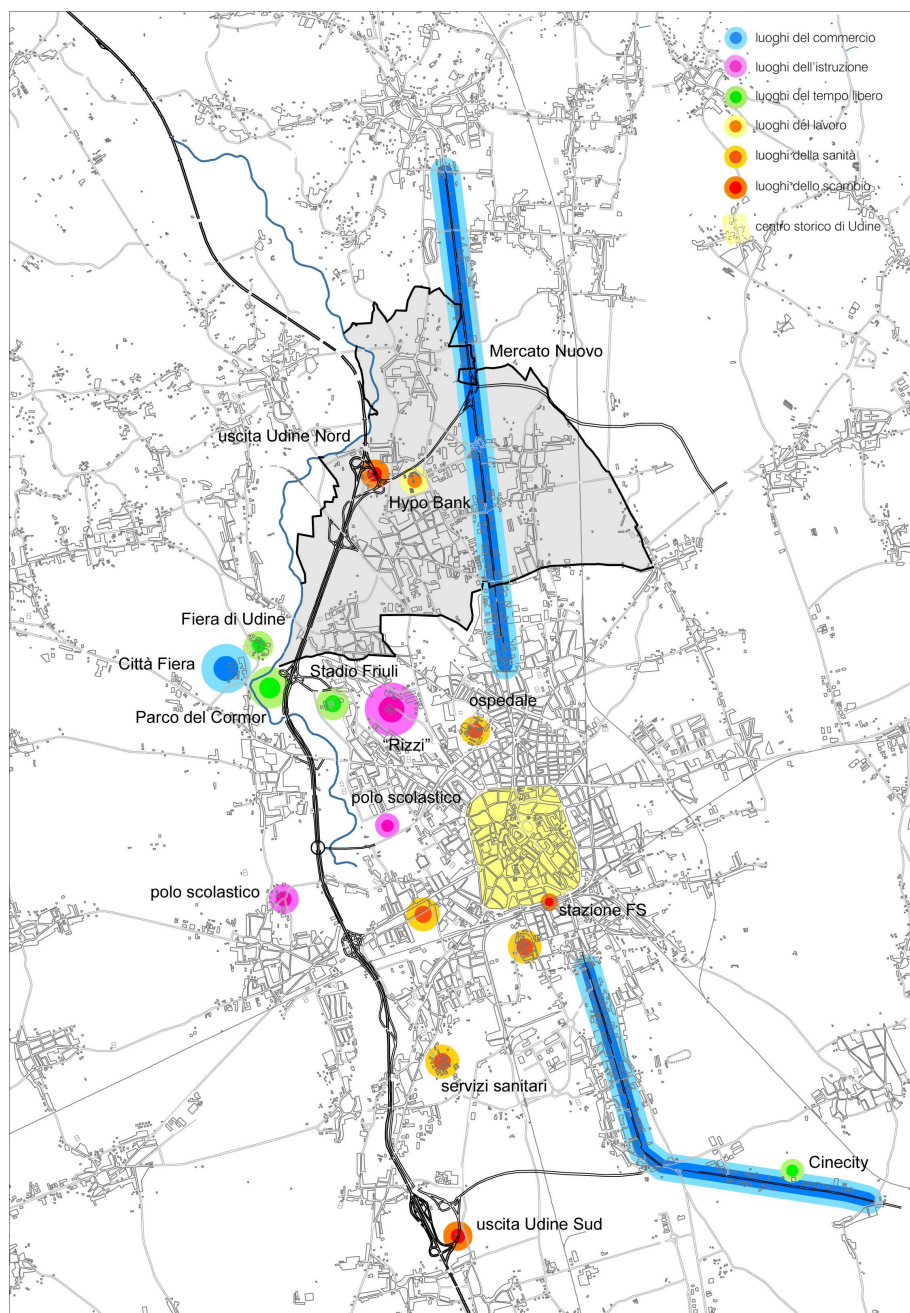 luoghi del commercio
luoghi dell'istruzione
luoghi del tempo libero
luoghi del lavoro
luoghi della sanità
luoghi dello scambio
centro storico di Udine
Mercato Nuovo
uscita Udine Nord
Hypo Bank
Fiera di Udine
Città Fiera
Stadio Friuli
Parco del Cormor
ospedale
"Rizzi"
polo scolastico
polo scolastico
stazione FS
servizi sanitari
Cinecity
uscita Udine Sud